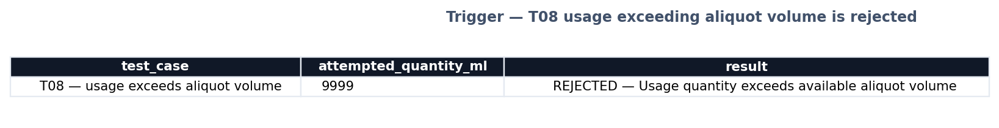 Trigger — T08 usage exceeding aliquot volume is rejected
test_case attempted_quantity_ml result
T08 — usage exceeds aliquot volume 9999 REJECTED — Usage quantity exceeds available aliquot volume